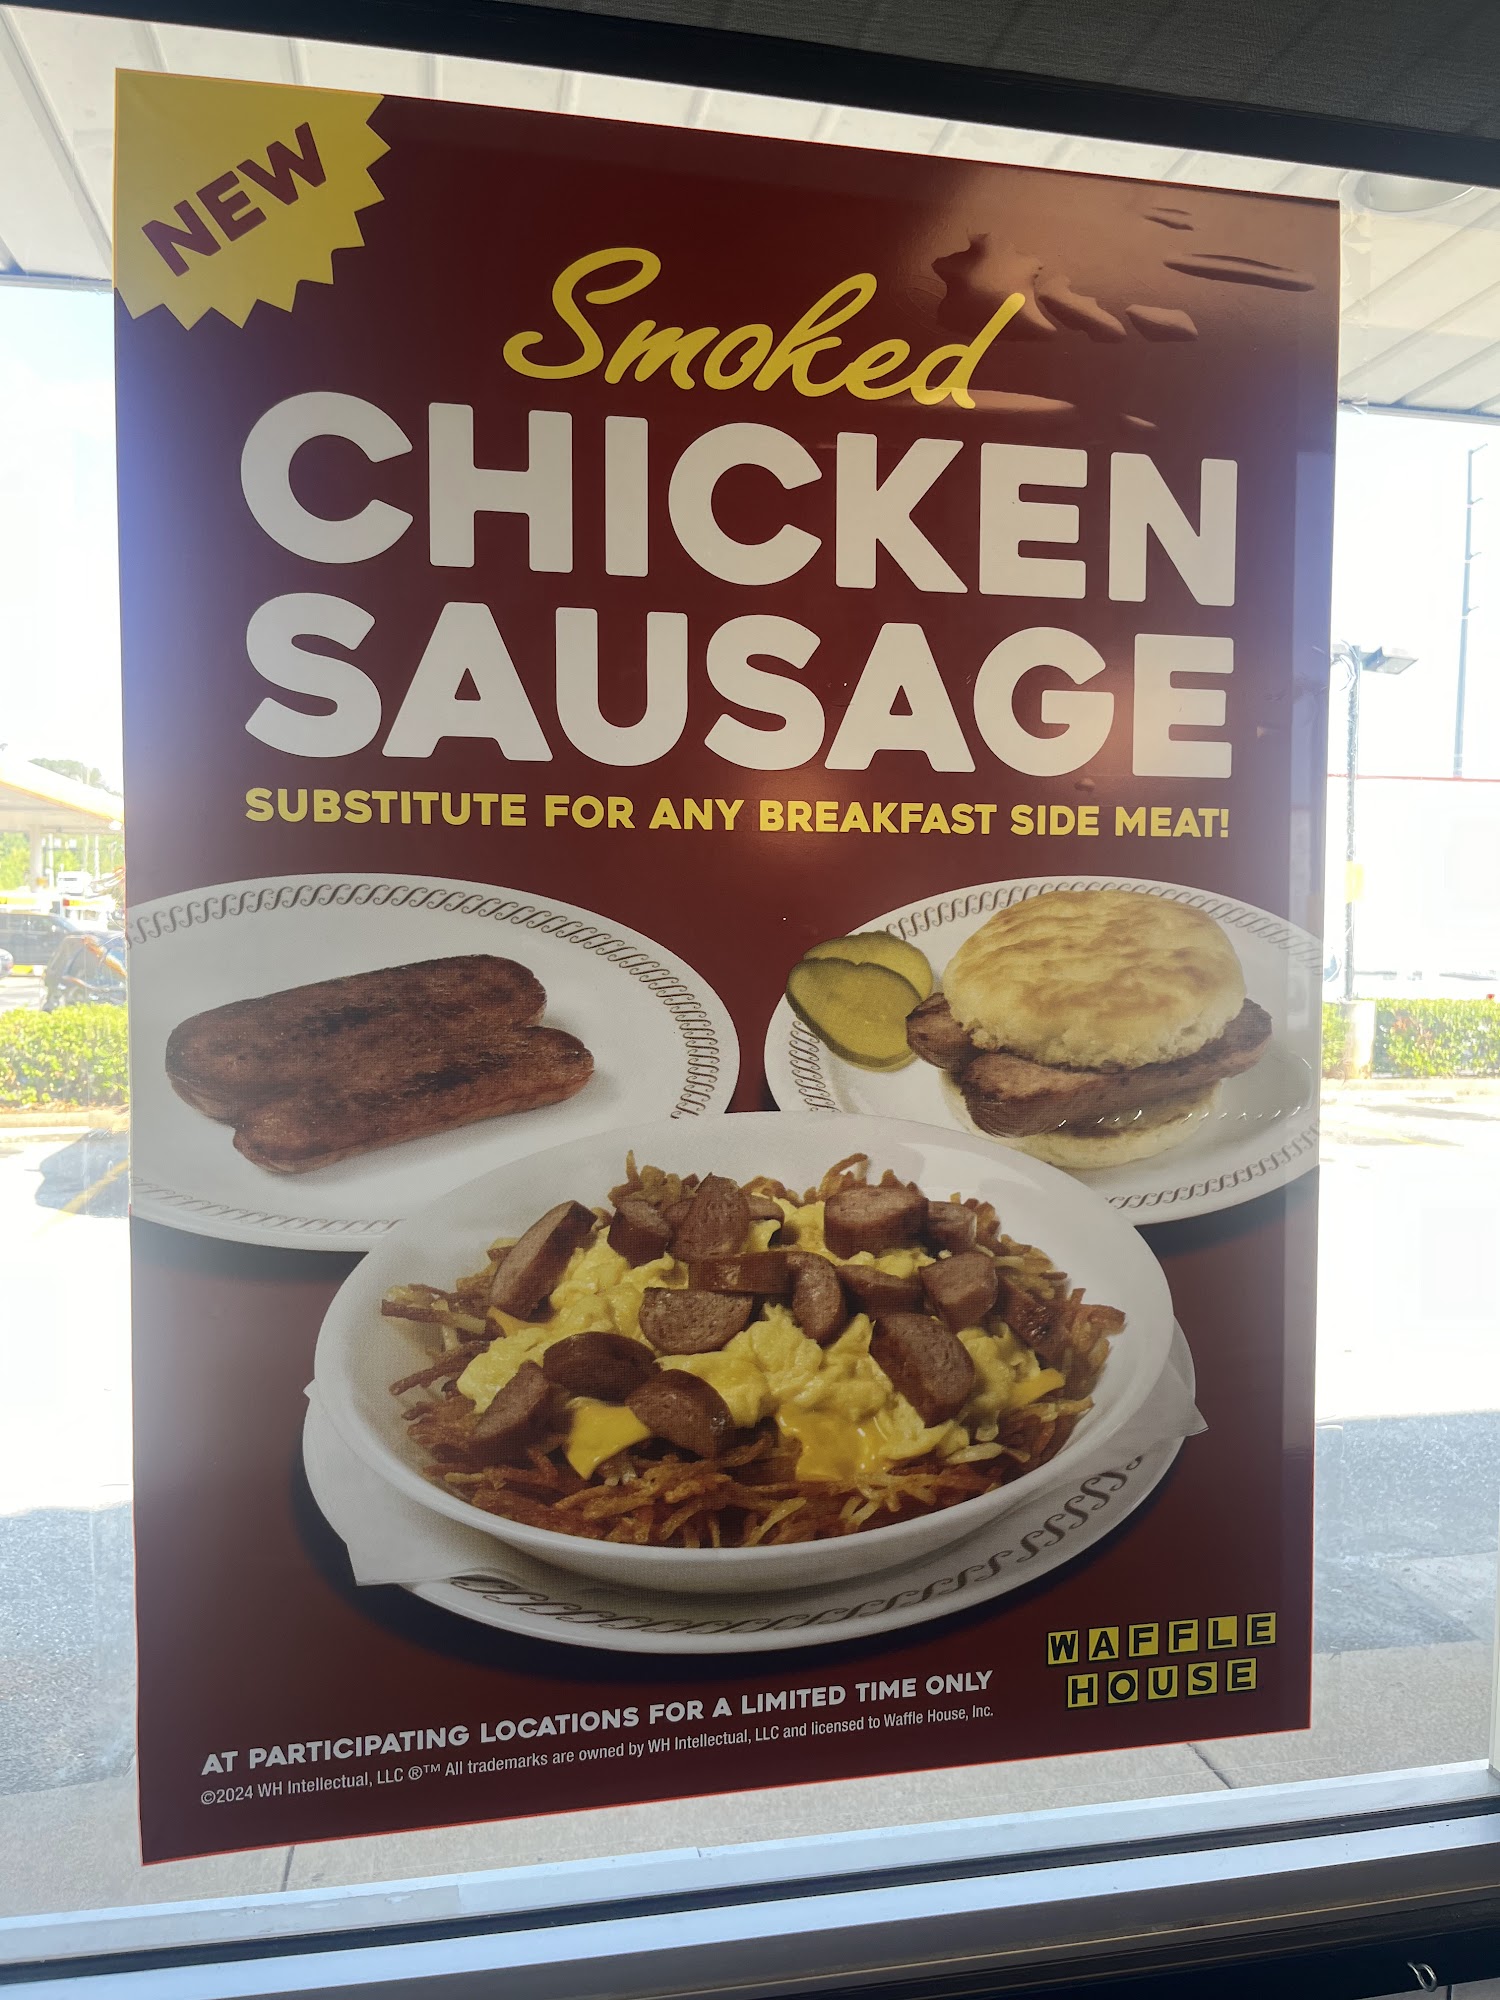 NEW
Smoked
CHICKEN
SAUSAGE
SUBSTITUTE FOR ANY BREAKFAST SIDE MEAT!
WAFFLE
HOUSE
AT PARTICIPATING LOCATIONS FOR A LIMITED TIME ONLY
©2024 WH Intellectual, LLC ®™ All trademarks are owned by WH Intellectual, LLC and licensed to Waffle House, Inc.